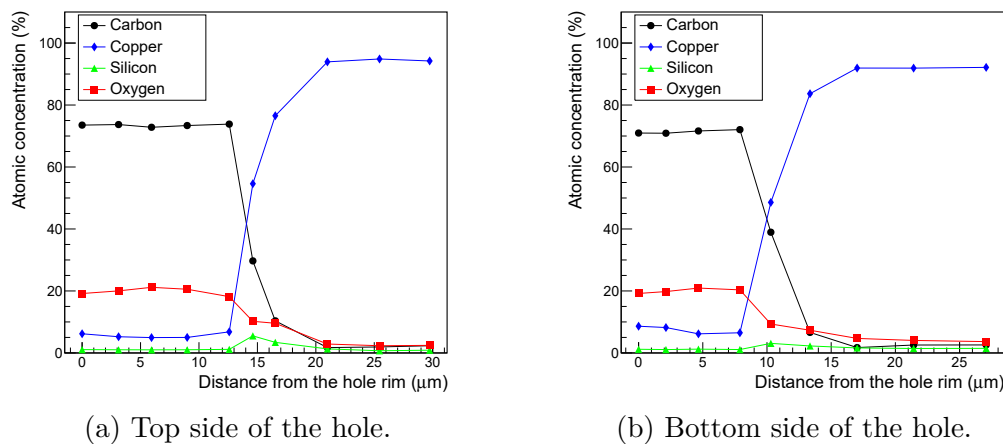 Atomic concentration (%)
100
80
60
40
20
0
Carbon
Copper
Silicon
Oxygen
0 5 10 15 20 25 30
Distance from the hole rim (μm)
(a) Top side of the hole.
Atomic concentration (%)
100
80
60
40
20
0
Carbon
Copper
Silicon
Oxygen
0 5 10 15 20 25
Distance from the hole rim (μm)
(b) Bottom side of the hole.